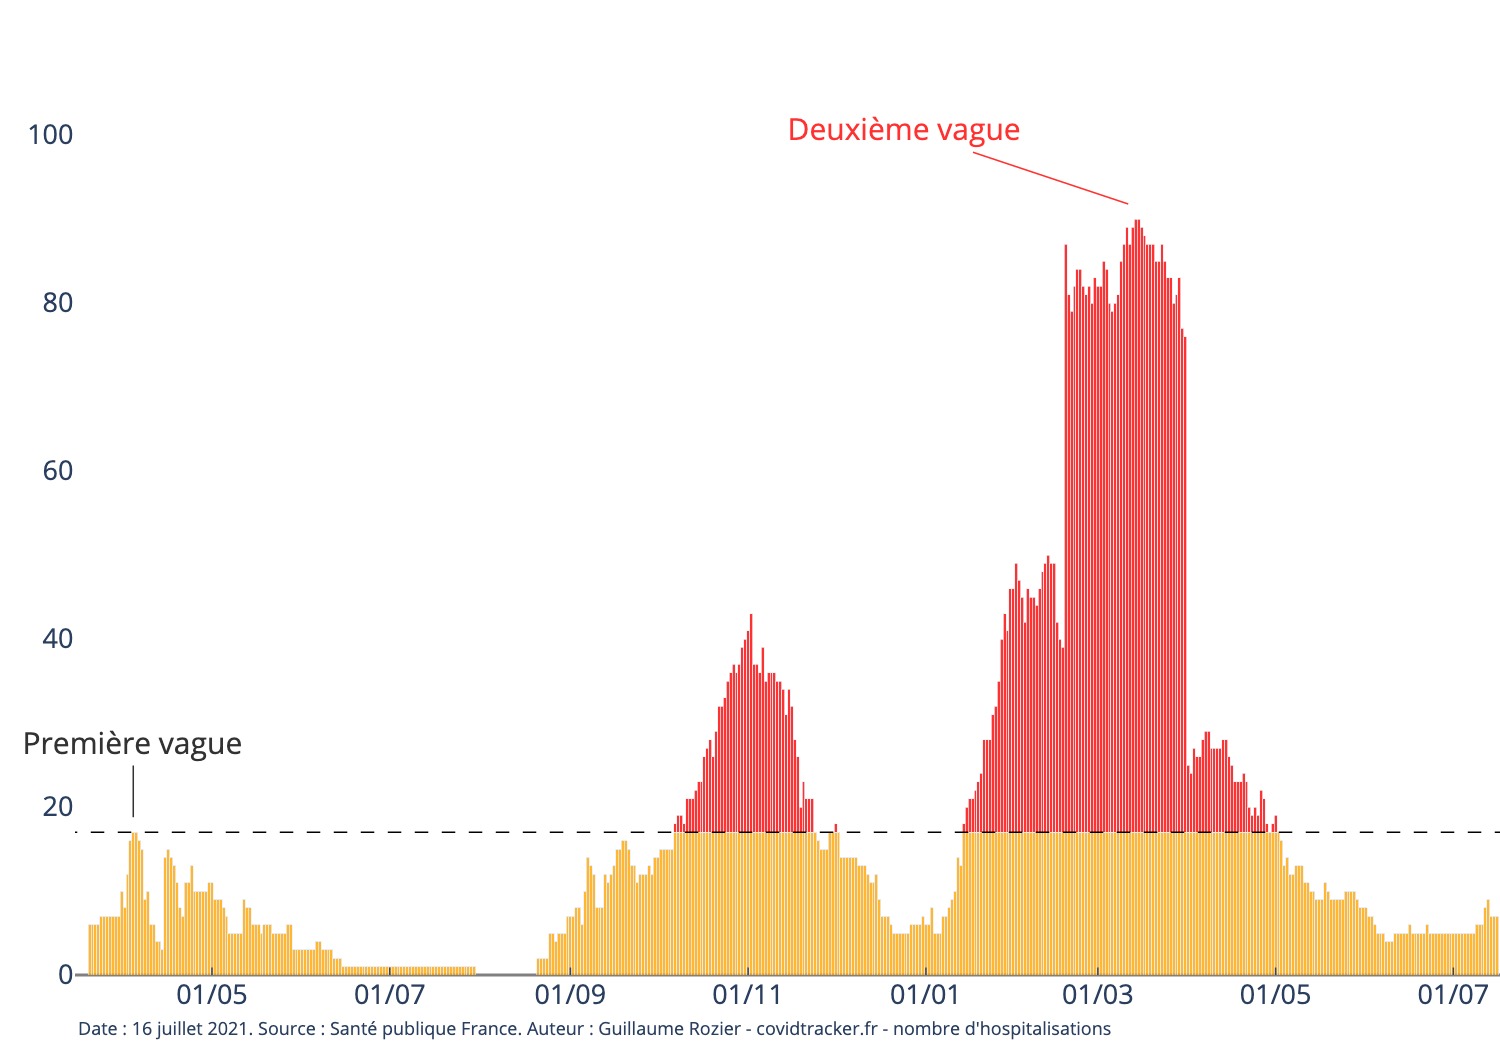 100
Deuxième vague
80
60
40
Première vague
20
0
01/05 01/07 01/09 01/11 01/01 01/03 01/05 01/07
Date : 16 juillet 2021. Source : Santé publique France. Auteur : Guillaume Rozier - covidtracker.fr - nombre d'hospitalisations